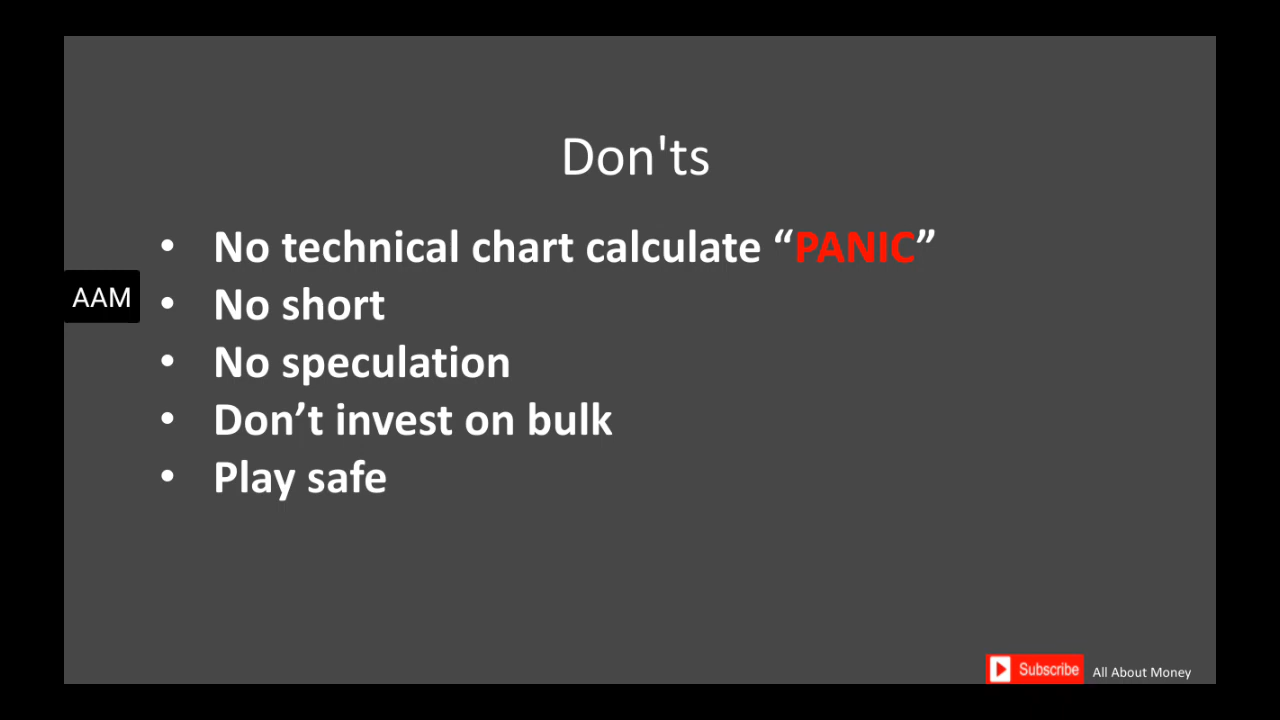 Don'ts
• No technical chart calculate “PANIC”
AAM
• No short
• No speculation
• Don’t invest on bulk
• Play safe
Subscribe
All About Money